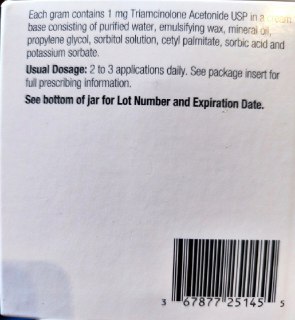 Each gram contains 1 mg Triamcinolone Acetonide USP in a cream
base consisting of purified water, emulsifying wax, mineral oil,
propylene glycol, sorbitol solution, cetyl palmitate, sorbic acid and
potassium sorbate.
Usual Dosage: 2 to 3 applications daily. See package insert for
full prescribing information.
See bottom of jar for Lot Number and Expiration Date.
3 67877 25145 5